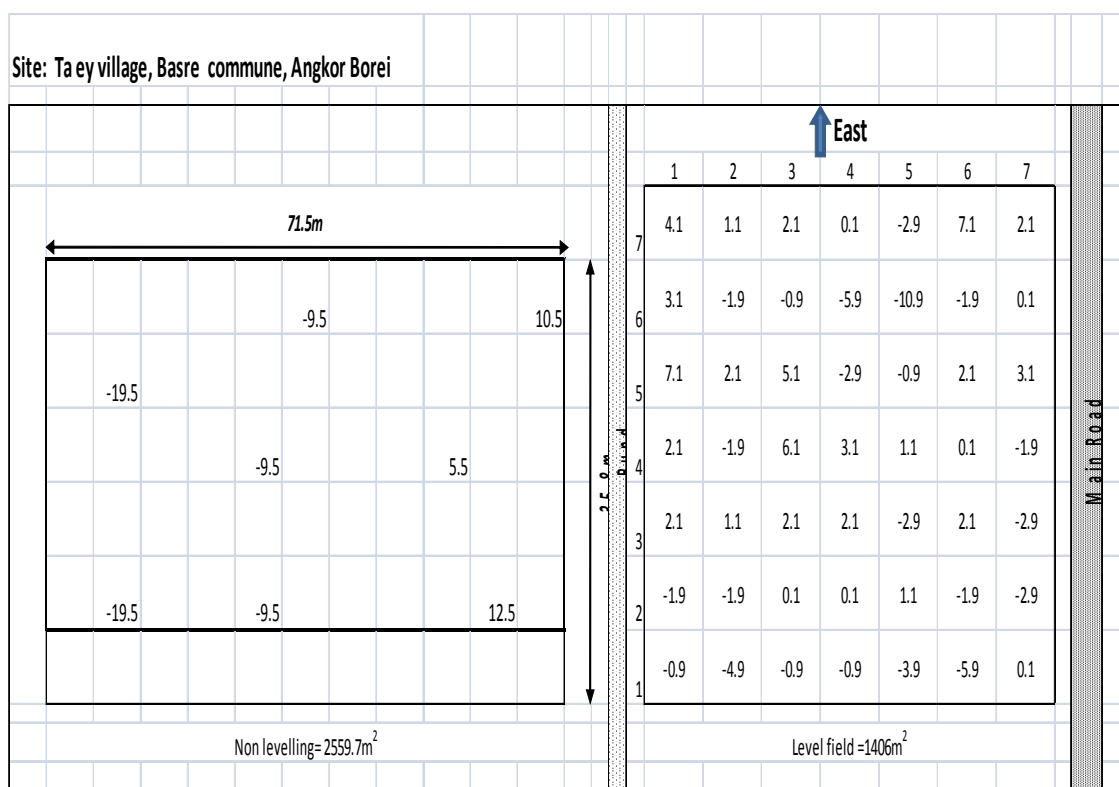 Site: Ta ey village, Basre commune, Angkor Borei
East
1 2 3 4 5 6 7
71.5m
7 4.1 1.1 2.1 0.1 -2.9 7.1 2.1
-9.5 10.5
6 3.1 -1.9 -0.9 -5.9 -10.9 -1.9 0.1
-19.5
5 7.1 2.1 5.1 -2.9 -0.9 2.1 3.1
-9.5 5.5
4 2.1 -1.9 6.1 3.1 1.1 0.1 -1.9
3 2.1 1.1 2.1 2.1 -2.9 2.1 -2.9
-19.5 -9.5 12.5
2 -1.9 -1.9 0.1 0.1 1.1 -1.9 -2.9
1 -0.9 -4.9 -0.9 -0.9 -3.9 -5.9 0.1
Main Road
Non levelling= 2559.7m²
Level field =1406m²